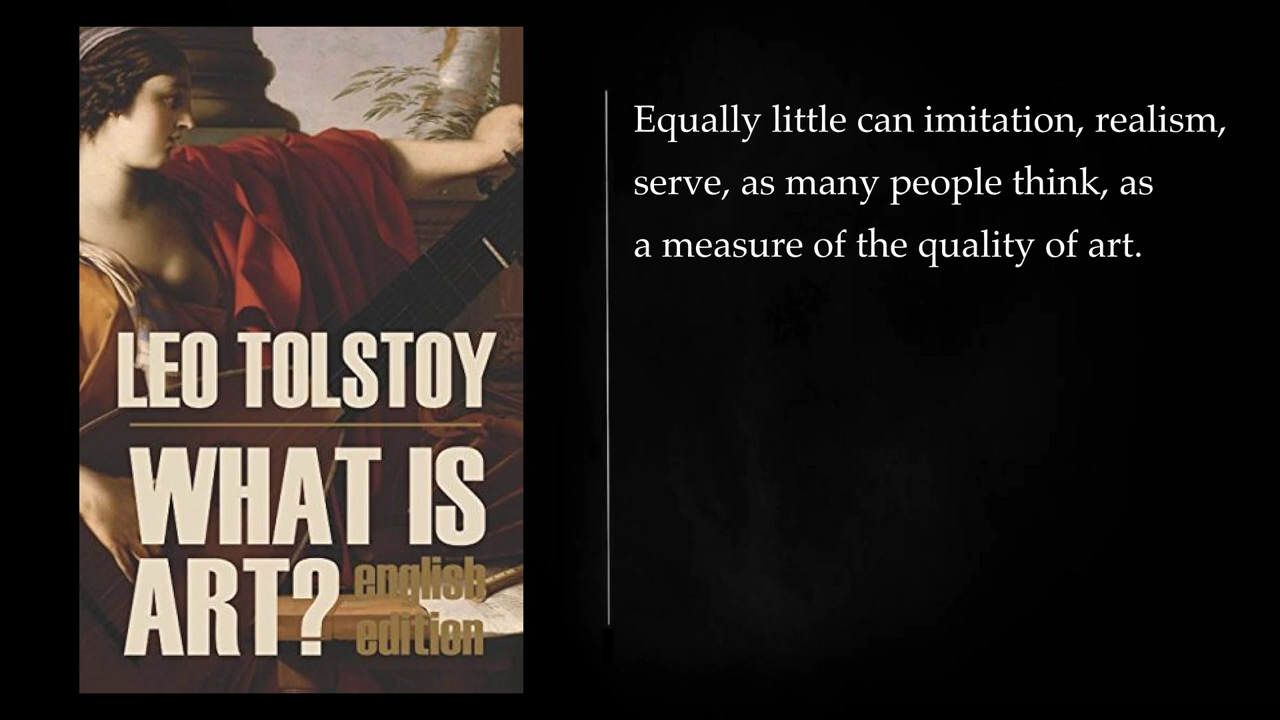 LEO TOLSTOY
WHAT IS
ART?
english
edition
Equally little can imitation, realism,
serve, as many people think, as
a measure of the quality of art.